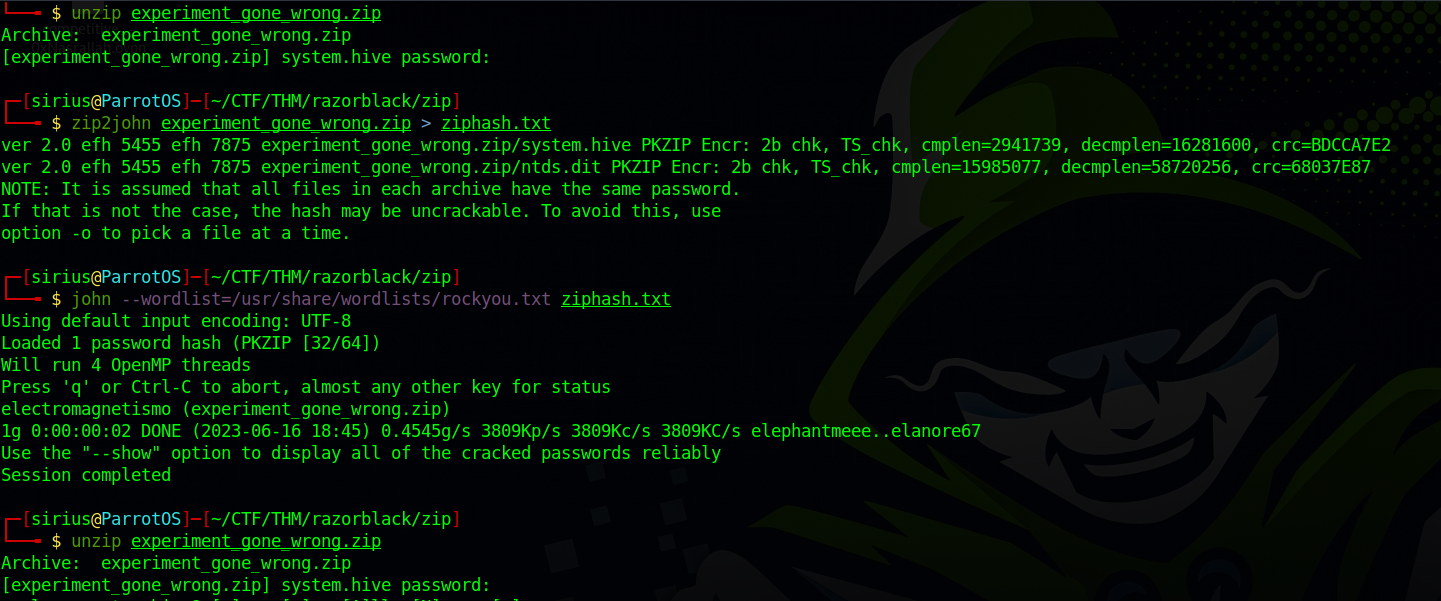 $ unzip experiment_gone_wrong.zip
Archive:  experiment_gone_wrong.zip
[experiment_gone_wrong.zip] system.hive password:
┌─[sirius@ParrotOS]─[~/CTF/THM/razorblack/zip]
└──╼ $ zip2john experiment_gone_wrong.zip > ziphash.txt
ver 2.0 efh 5455 efh 7875 experiment_gone_wrong.zip/system.hive PKZIP Encr: 2b chk, TS_chk, cmplen=2941739, decmplen=16281600, crc=BDCCA7E2
ver 2.0 efh 5455 efh 7875 experiment_gone_wrong.zip/ntds.dit PKZIP Encr: 2b chk, TS_chk, cmplen=15985077, decmplen=58720256, crc=68037E87
NOTE: It is assumed that all files in each archive have the same password.
If that is not the case, the hash may be uncrackable. To avoid this, use
option -o to pick a file at a time.
┌─[sirius@ParrotOS]─[~/CTF/THM/razorblack/zip]
└──╼ $ john --wordlist=/usr/share/wordlists/rockyou.txt ziphash.txt
Using default input encoding: UTF-8
Loaded 1 password hash (PKZIP [32/64])
Will run 4 OpenMP threads
Press 'q' or Ctrl-C to abort, almost any other key for status
electromagnetismo (experiment_gone_wrong.zip)
1g 0:00:00:02 DONE (2023-06-16 18:45) 0.4545g/s 3809Kp/s 3809Kc/s 3809KC/s elephantmeee..elanore67
Use the "--show" option to display all of the cracked passwords reliably
Session completed
┌─[sirius@ParrotOS]─[~/CTF/THM/razorblack/zip]
└──╼ $ unzip experiment_gone_wrong.zip
Archive:  experiment_gone_wrong.zip
[experiment_gone_wrong.zip] system.hive password: